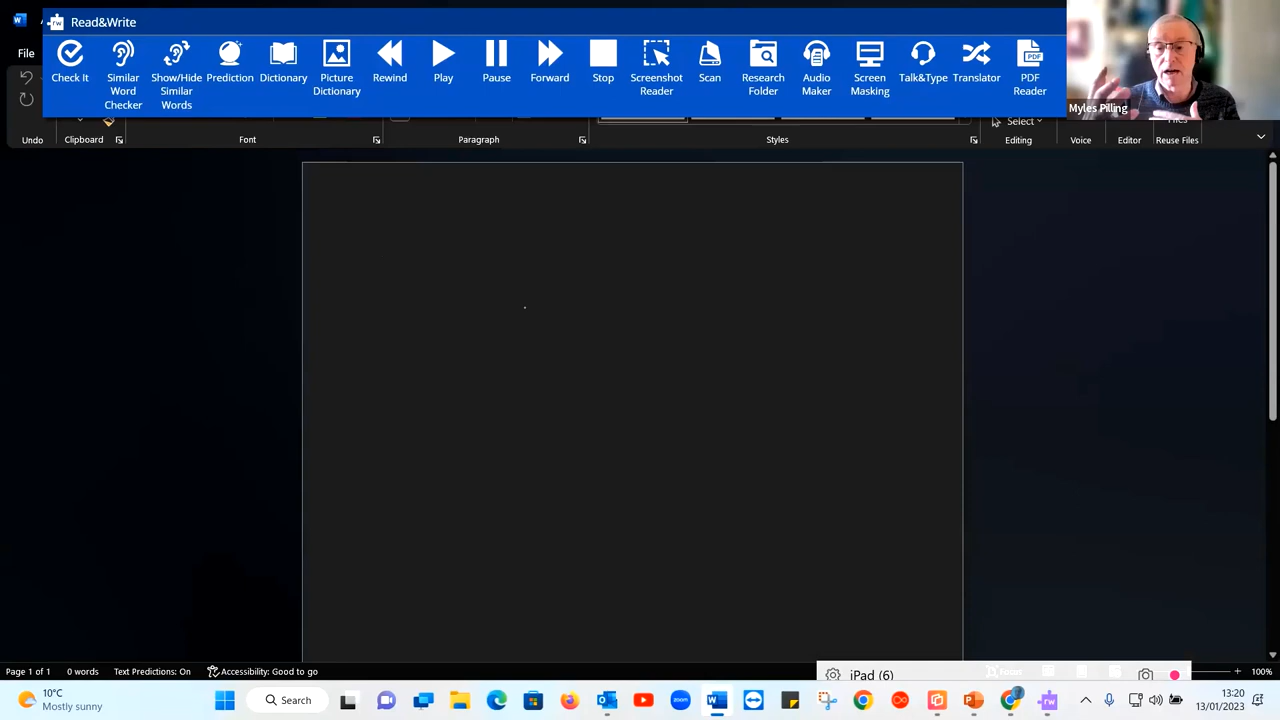 Read&Write
File
Check It
Similar Word Checker
Show/Hide Similar Words
Prediction
Dictionary
Picture Dictionary
Rewind
Play
Pause
Forward
Stop
Screenshot Reader
Scan
Research Folder
Audio Maker
Screen Masking
Talk&Type
Translator
PDF Reader
Myles Pilling
Select
Undo
Clipboard
Font
Paragraph
Styles
Editing
Voice
Editor
Reuse Files
Page 1 of 1
0 words
Text Predictions: On
Accessibility: Good to go
iPad (6)
100%
10°C
Mostly sunny
Search
zoom
13:20
13/01/2023